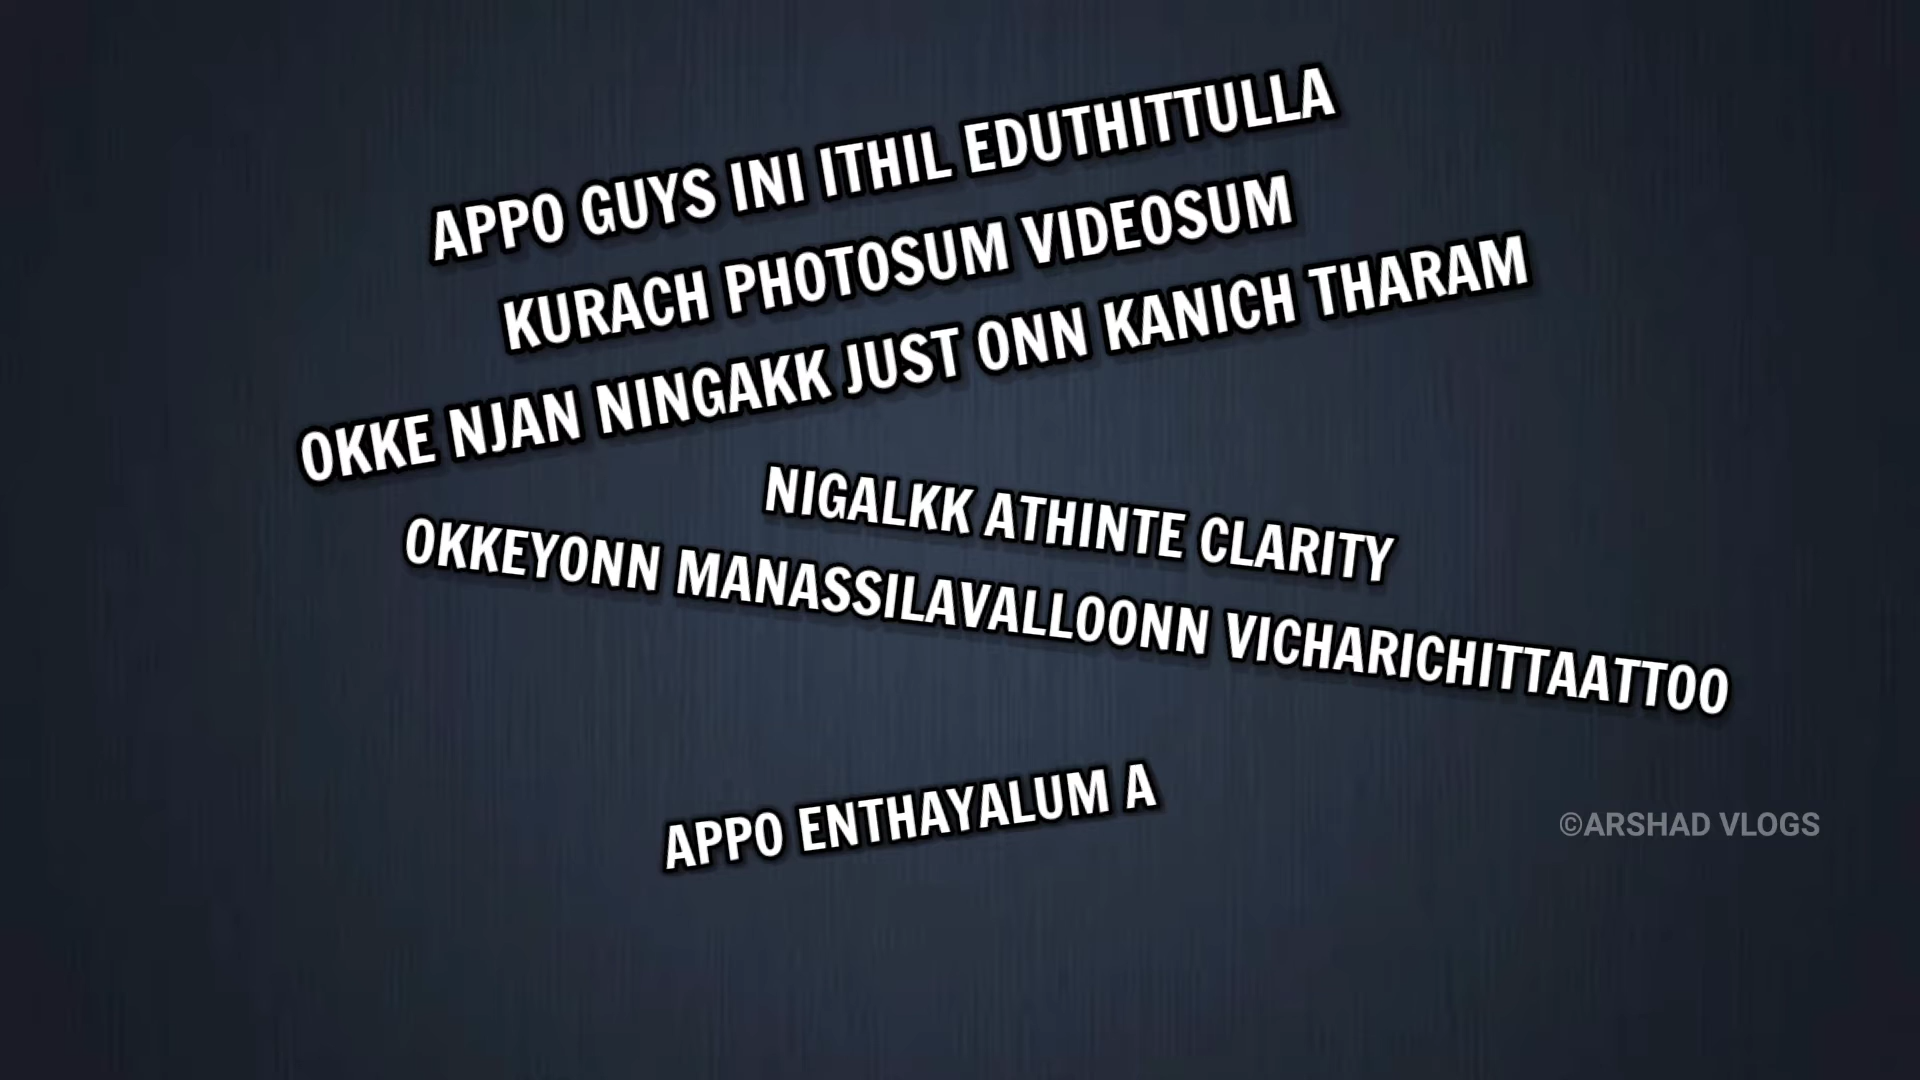 APPO GUYS INI ITHIL EDUTHITTULLA
KURACH PHOTOSUM VIDEOSUM
OKKE NJAN NINGAKK JUST ONN KANICH THARAM
NIGALKK ATHINTE CLARITY
OKKEYONN MANASSILAVALLOONN VICHARICHITTAATTOO
APPO ENTHAYALUM A
©ARSHAD VLOGS